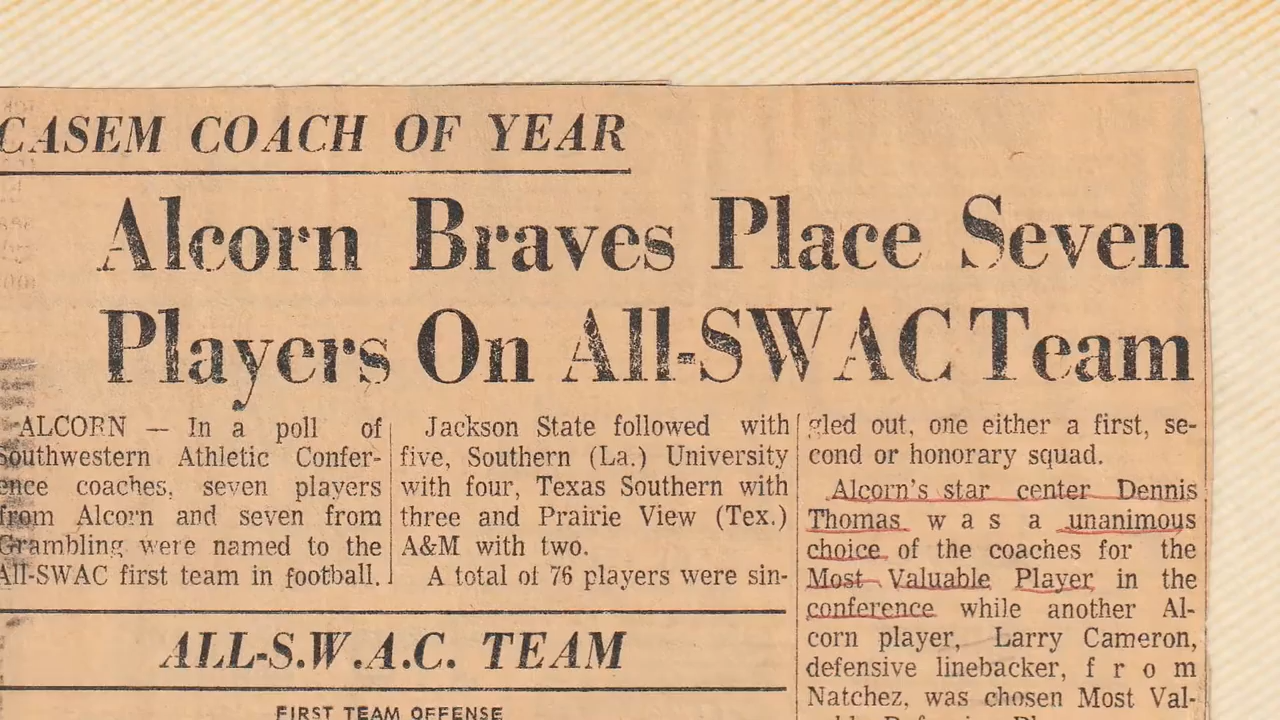 CASEM COACH OF YEAR
Alcorn Braves Place Seven
Players On All-SWAC Team
ALCORN — In a poll of
Southwestern Athletic Confer-
ence coaches, seven players
from Alcorn and seven from
Grambling were named to the
All-SWAC first team in football.
Jackson State followed with
five, Southern (La.) University
with four, Texas Southern with
three and Prairie View (Tex.)
A&M with two.
A total of 76 players were sin-
gled out, one either a first, se-
cond or honorary squad.
Alcorn's star center Dennis
Thomas was a unanimous
choice of the coaches for the
Most Valuable Player in the
conference while another Al-
corn player, Larry Cameron,
defensive linebacker, from
Natchez, was chosen Most Val-
ALL-S.W.A.C. TEAM
FIRST TEAM OFFENSE